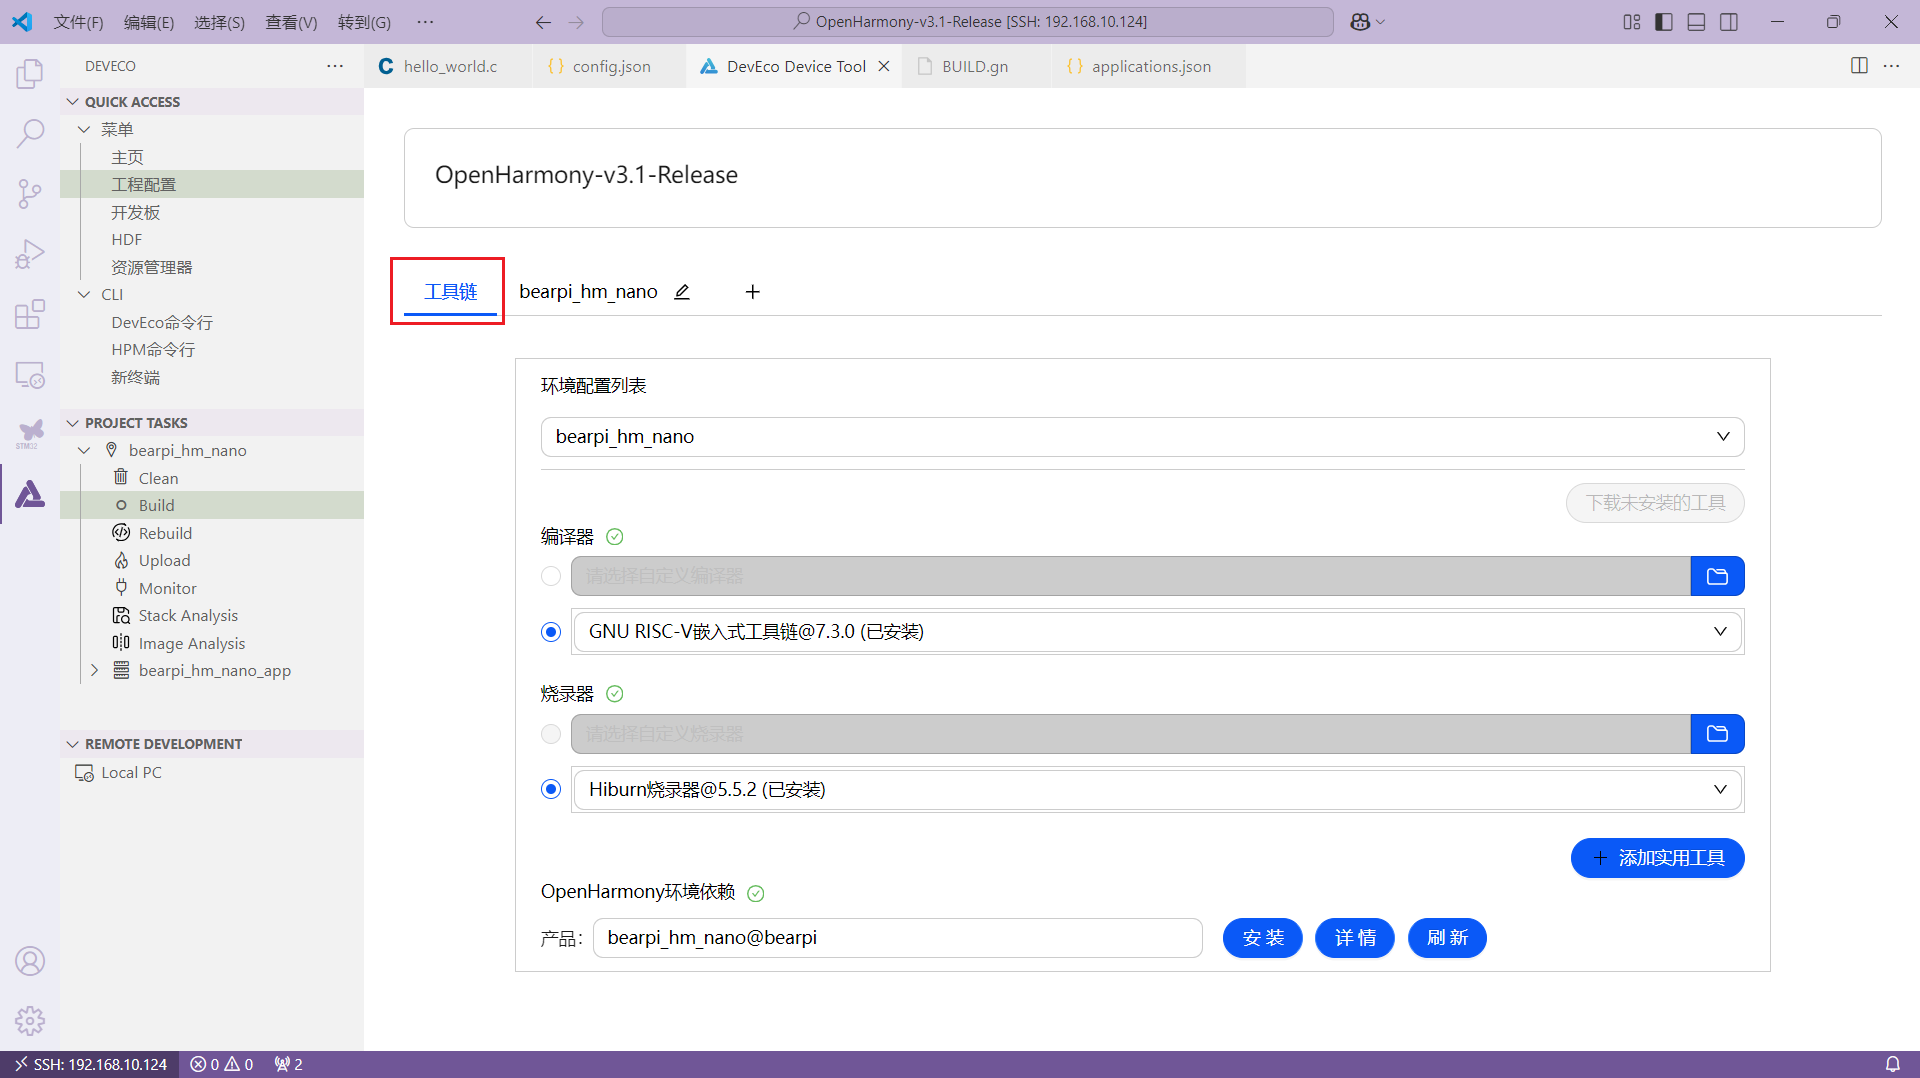 文件(F) 编辑(E) 选择(S) 查看(V) 转到(G) ··· OpenHarmony-v3.1-Release [SSH: 192.168.10.124]
DEVECO ···
hello_world.c {} config.json DevEco Device Tool BUILD.gn {} applications.json ···
QUICK ACCESS
菜单
主页
工程配置
开发板
HDF
资源管理器
CLI
DevEco命令行
HPM命令行
新终端
PROJECT TASKS
bearpi_hm_nano
Clean
Build
Rebuild
Upload
Monitor
Stack Analysis
Image Analysis
bearpi_hm_nano_app
REMOTE DEVELOPMENT
Local PC
STM32
OpenHarmony-v3.1-Release
工具链 bearpi_hm_nano +
环境配置列表
bearpi_hm_nano
下载未安装的工具
编译器
请选择自定义编译器
GNU RISC-V嵌入式工具链@7.3.0 (已安装)
烧录器
请选择自定义烧录器
Hiburn烧录器@5.5.2 (已安装)
+ 添加实用工具
OpenHarmony环境依赖
产品: bearpi_hm_nano@bearpi 安装 详情 刷新
SSH: 192.168.10.124 0 0 2